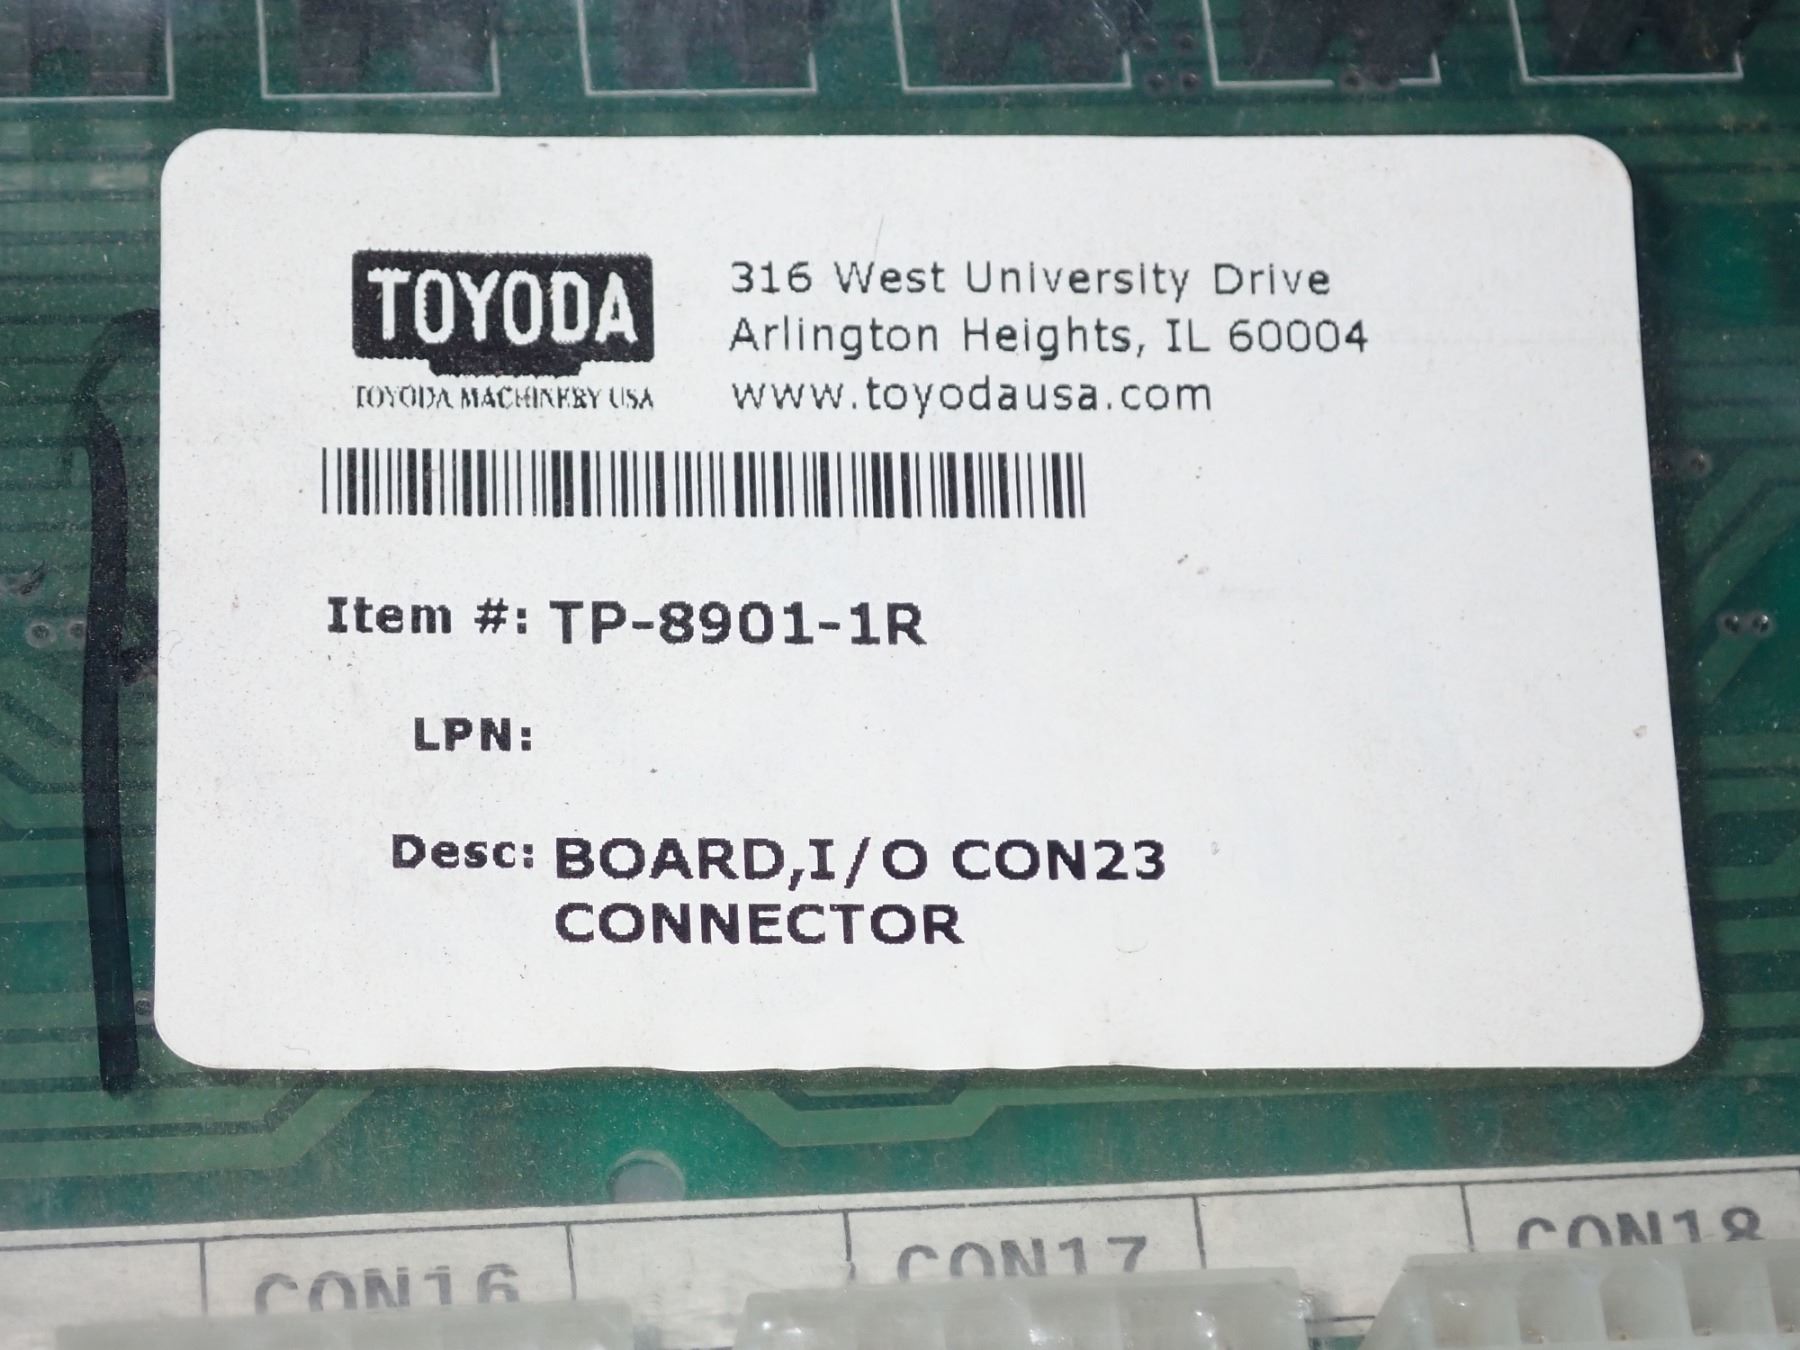 TOYODA
TOYODA MACHINERY USA
316 West University Drive
Arlington Heights, IL 60004
www.toyodausa.com
Item #: TP-8901-1R
LPN:
Desc: BOARD,I/O CON23
CONNECTOR
CON16
CON17
CON18